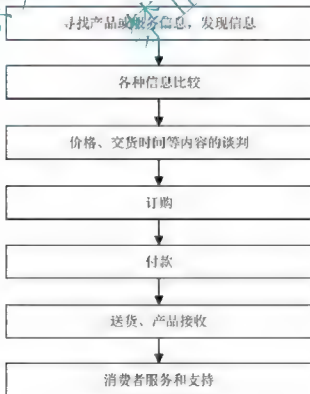 寻找产品或服务信息，发现信息
各种信息比较
价格、交货时间等内容的谈判
订购
付款
送货、产品接收
消费者服务和支持